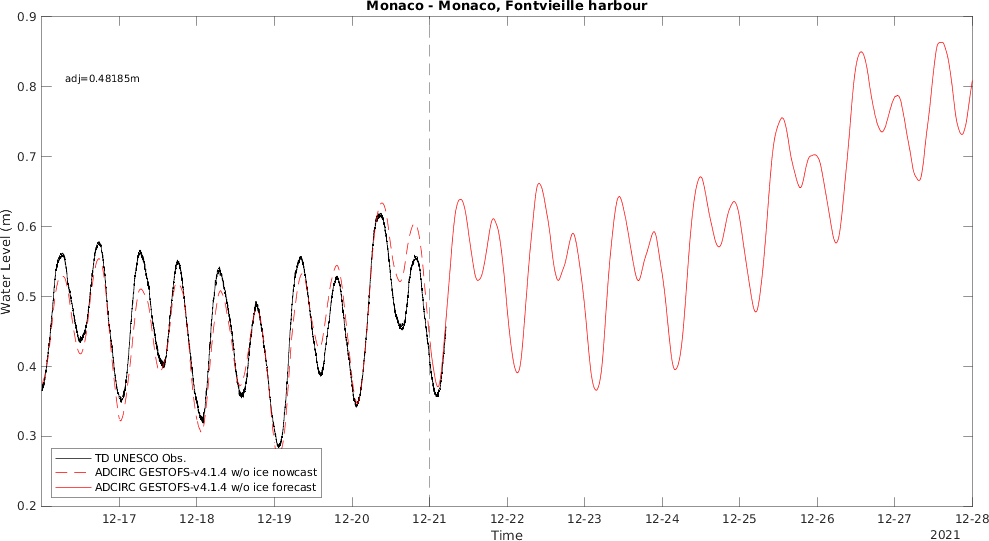 Monaco - Monaco, Fontvieille harbour
0.9
adj=0.48185m
0.8
0.7
0.6
0.5
0.4
0.3
0.2
Water Level (m)
TD UNESCO Obs.
ADCIRC GESTOFS-v4.1.4 w/o ice nowcast
ADCIRC GESTOFS-v4.1.4 w/o ice forecast
12-17 12-18 12-19 12-20 12-21 12-22 12-23 12-24 12-25 12-26 12-27 12-28
Time
2021